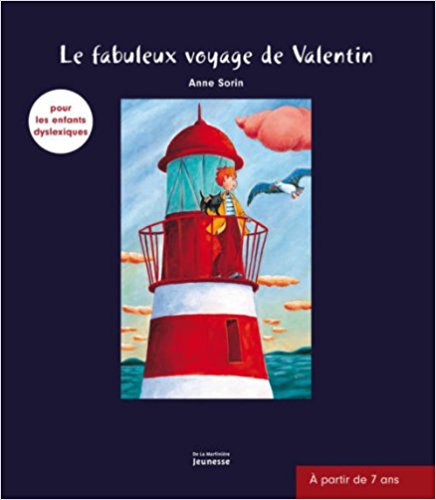 Le fabuleux voyage de Valentin
Anne Sorin
pour
les enfants
dyslexiques
De La Martinière
Jeunesse
À partir de 7 ans